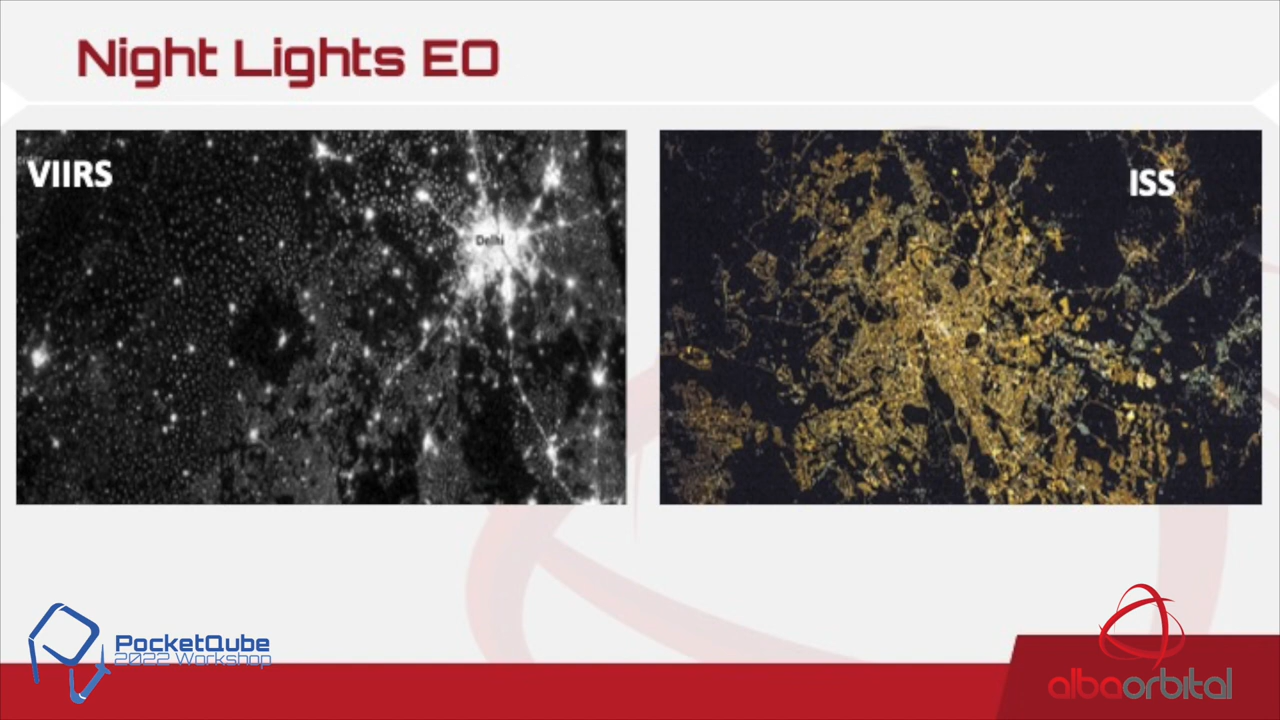 Night Lights EO
VIIRS
Delhi
ISS
PocketQube
2022 Workshop
albaorbital